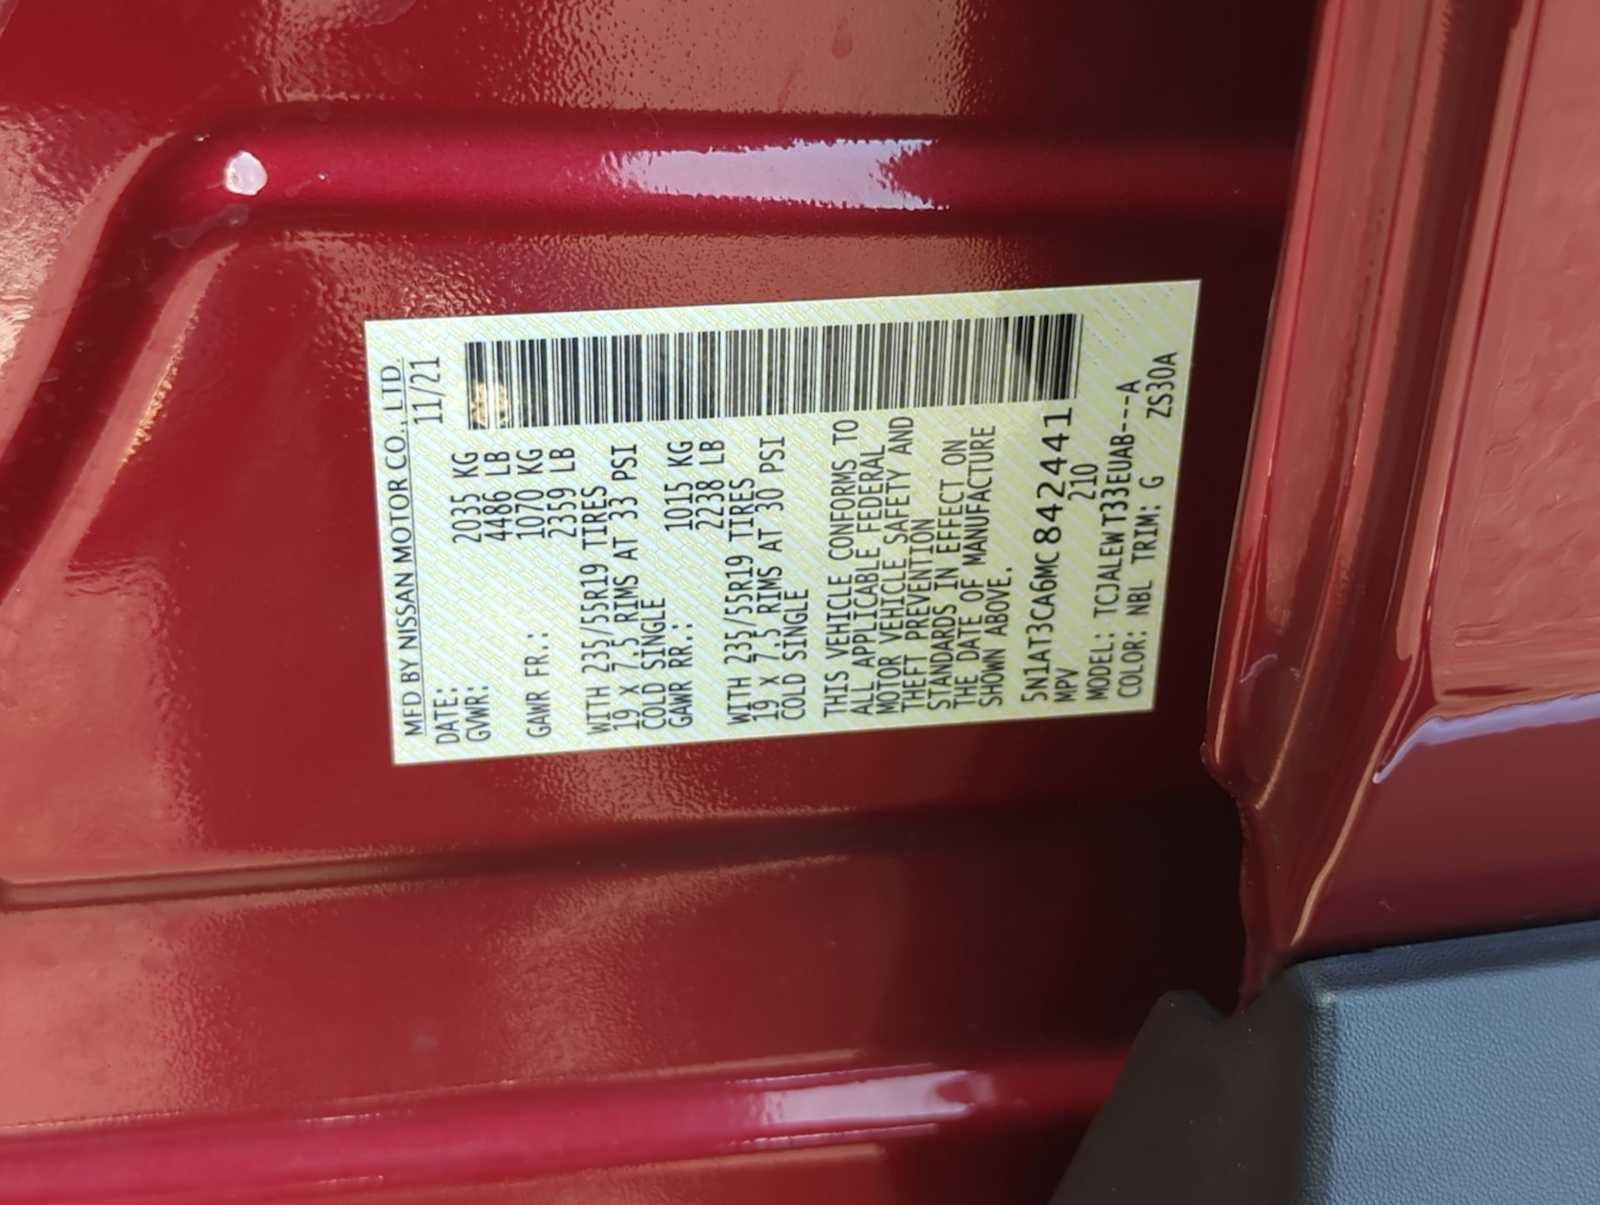 MFD BY NISSAN MOTOR CO., LTD.
DATE: 11/21
GVWR: 2035 KG
4486 LB
GAWR FR.: 1070 KG
2359 LB
WITH 235/55R19 TIRES
19 X 7.5 RIMS AT 33 PSI
COLD SINGLE
GAWR RR.: 1015 KG
2238 LB
WITH 235/55R19 TIRES
19 X 7.5 RIMS AT 30 PSI
COLD SINGLE
THIS VEHICLE CONFORMS TO
ALL APPLICABLE FEDERAL
MOTOR VEHICLE SAFETY AND
THEFT PREVENTION
STANDARDS IN EFFECT ON
THE DATE OF MANUFACTURE
SHOWN ABOVE.
5N1AT3CA6MC842441
MPV 210
MODEL: TCJALEWT33EUAB---A
COLOR: NBL TRIM: G ZS30A